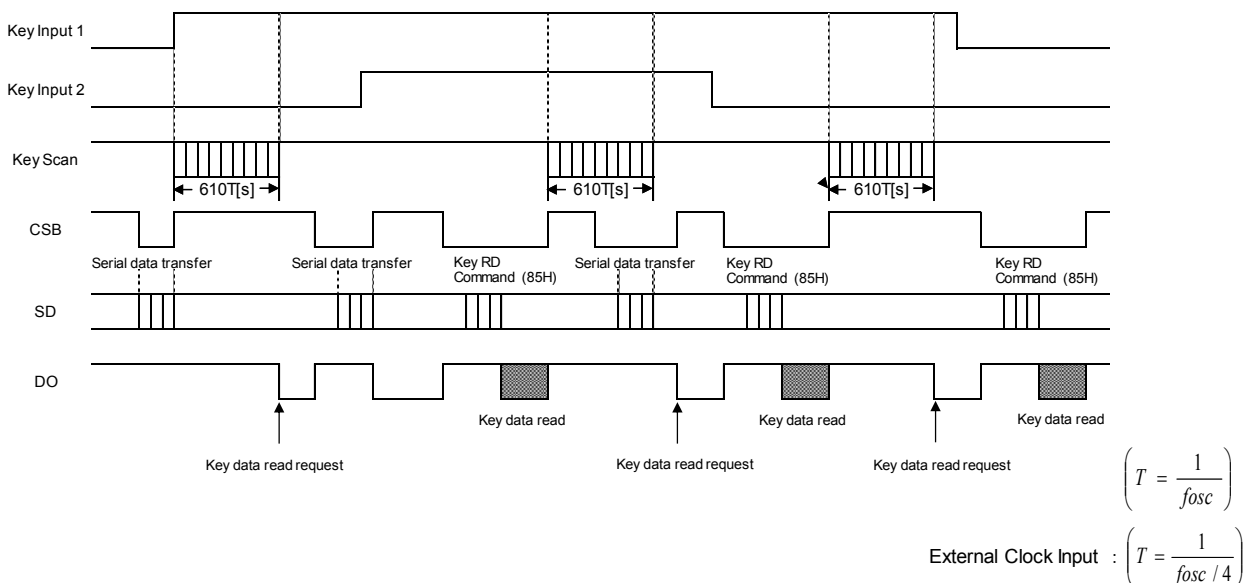 Key Input 1
Key Input 2
Key Scan
610T[s] 610T[s] 610T[s]
CSB
Serial data transfer Serial data transfer Key RD Command (85H) Serial data transfer Key RD Command (85H) Key RD Command (85H)
SD
DO
Key data read Key data read Key data read
Key data read request Key data read request Key data read request
(T = 1 / fosc)
External Clock Input : (T = 1 / fosc / 4)